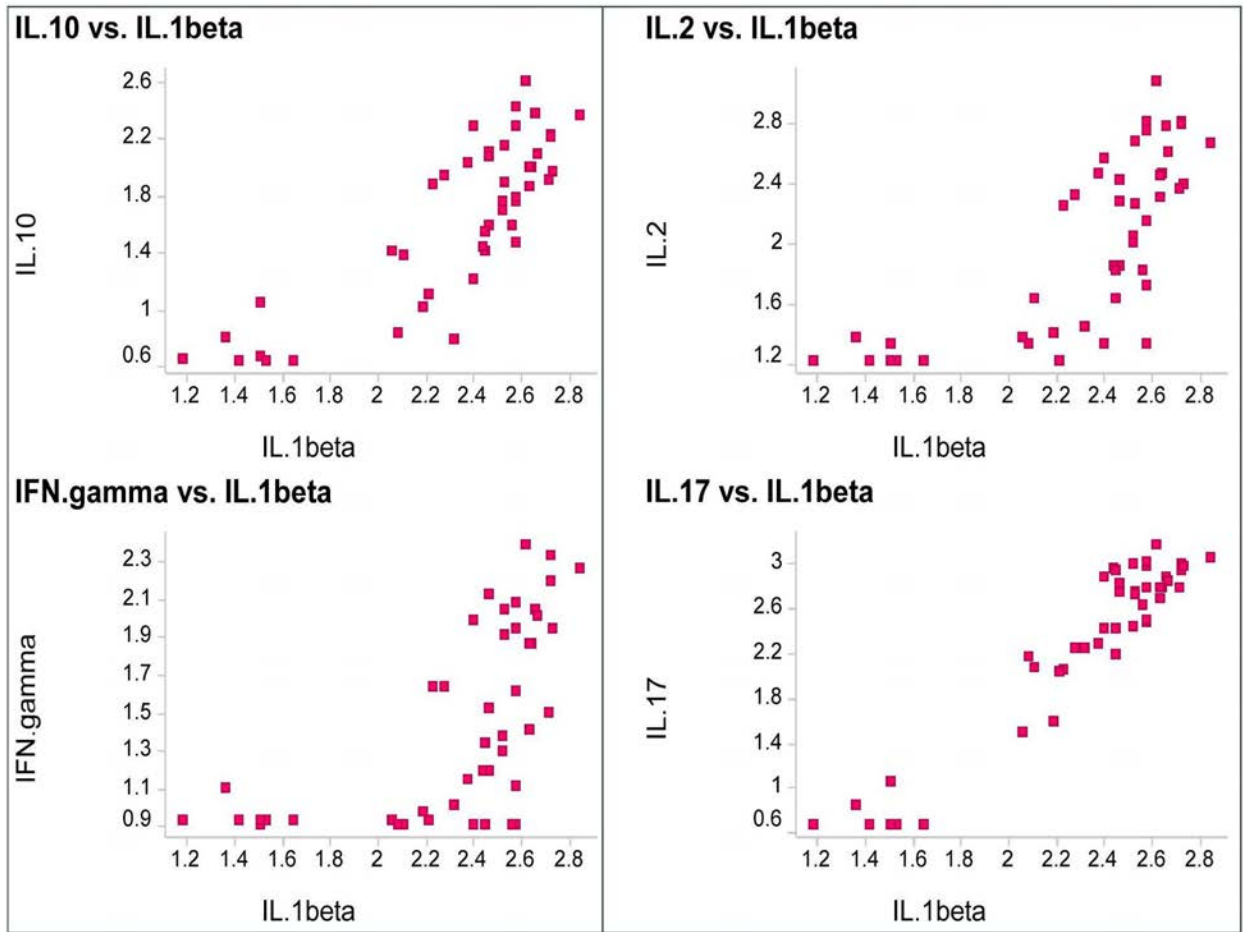 IL.10 vs. IL.1beta
2.6
2.2
1.8
1.4
1
0.6
IL.10
1.2 1.4 1.6 1.8 2 2.2 2.4 2.6 2.8
IL.1beta
IL.2 vs. IL.1beta
2.8
2.4
2
1.6
1.2
IL.2
1.2 1.4 1.6 1.8 2 2.2 2.4 2.6 2.8
IL.1beta
IFN.gamma vs. IL.1beta
2.3
2.1
1.9
1.7
1.5
1.3
1.1
0.9
IFN.gamma
1.2 1.4 1.6 1.8 2 2.2 2.4 2.6 2.8
IL.1beta
IL.17 vs. IL.1beta
3
2.6
2.2
1.8
1.4
1
0.6
IL.17
1.2 1.4 1.6 1.8 2 2.2 2.4 2.6 2.8
IL.1beta